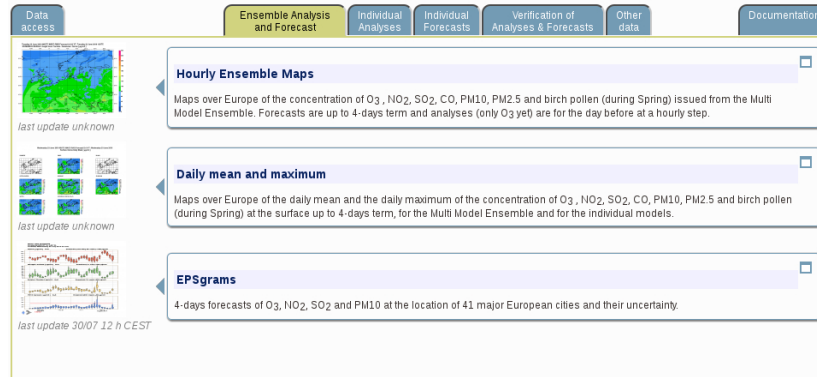 Data access
Ensemble Analysis and Forecast
Individual Analyses
Individual Forecasts
Verification of Analyses & Forecasts
Other data
Documentation
Hourly Ensemble Maps
Maps over Europe of the concentration of O3 , NO2, SO2, CO, PM10, PM2.5 and birch pollen (during Spring) issued from the Multi
Model Ensemble. Forecasts are up to 4-days term and analyses (only O3 yet) are for the day before at a hourly step.
last update unknown
Daily mean and maximum
Maps over Europe of the daily mean and the daily maximum of the concentration of O3 , NO2, SO2, CO, PM10, PM2.5 and birch pollen
(during Spring) at the surface up to 4-days term, for the Multi Model Ensemble and for the individual models.
last update unknown
EPSgrams
4-days forecasts of O3, NO2, SO2 and PM10 at the location of 41 major European cities and their uncertainty.
last update 30/07 12 h CEST